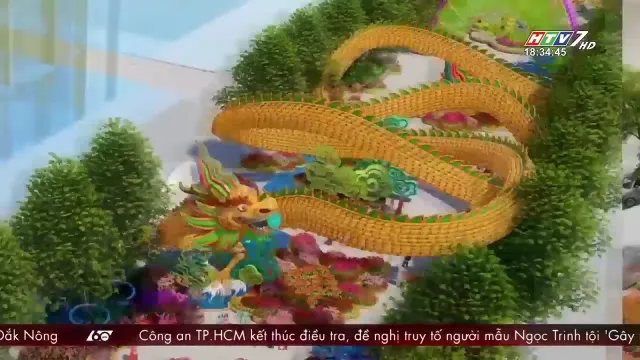 HTV7 HD
18:34:45
Đắk Nông 60 Công an TP.HCM kết thúc điều tra, đề nghị truy tố người mẫu Ngọc Trinh tội 'Gây